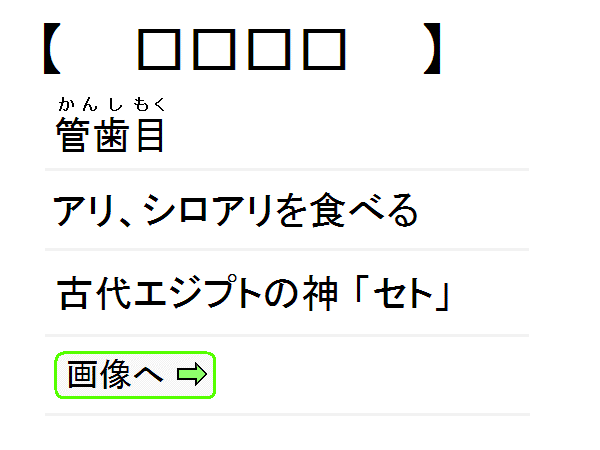 【 □□□□ 】
かんしもく
管歯目
アリ、シロアリを食べる
古代エジプトの神「セト」
画像へ ⇨